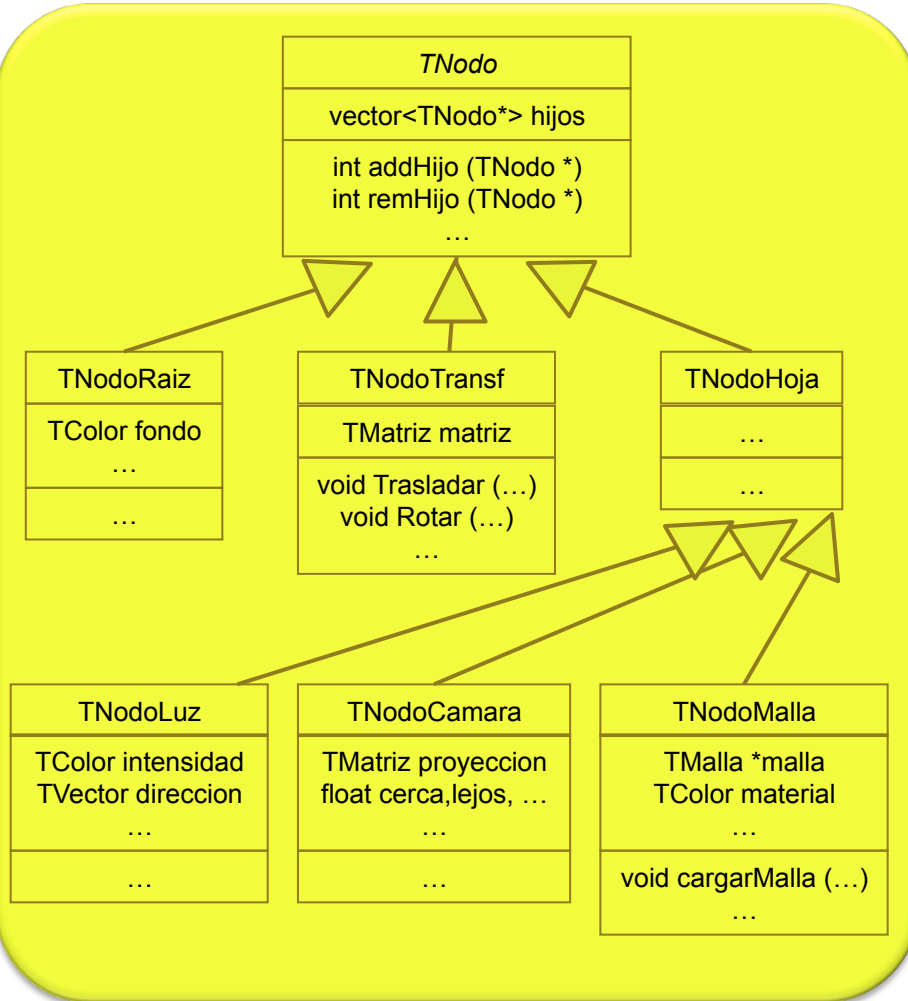 TNodo
vector<TNodo*> hijos
int addHijo (TNodo *)
int remHijo (TNodo *)
…
TNodoRaiz
TColor fondo
…
…
TNodoTransf
TMatriz matriz
void Trasladar (…)
void Rotar (…)
…
TNodoHoja
…
…
TNodoLuz
TColor intensidad
TVector direccion
…
…
TNodoCamara
TMatriz proyeccion
float cerca,lejos, …
…
…
TNodoMalla
TMalla *malla
TColor material
…
void cargarMalla (…)
…